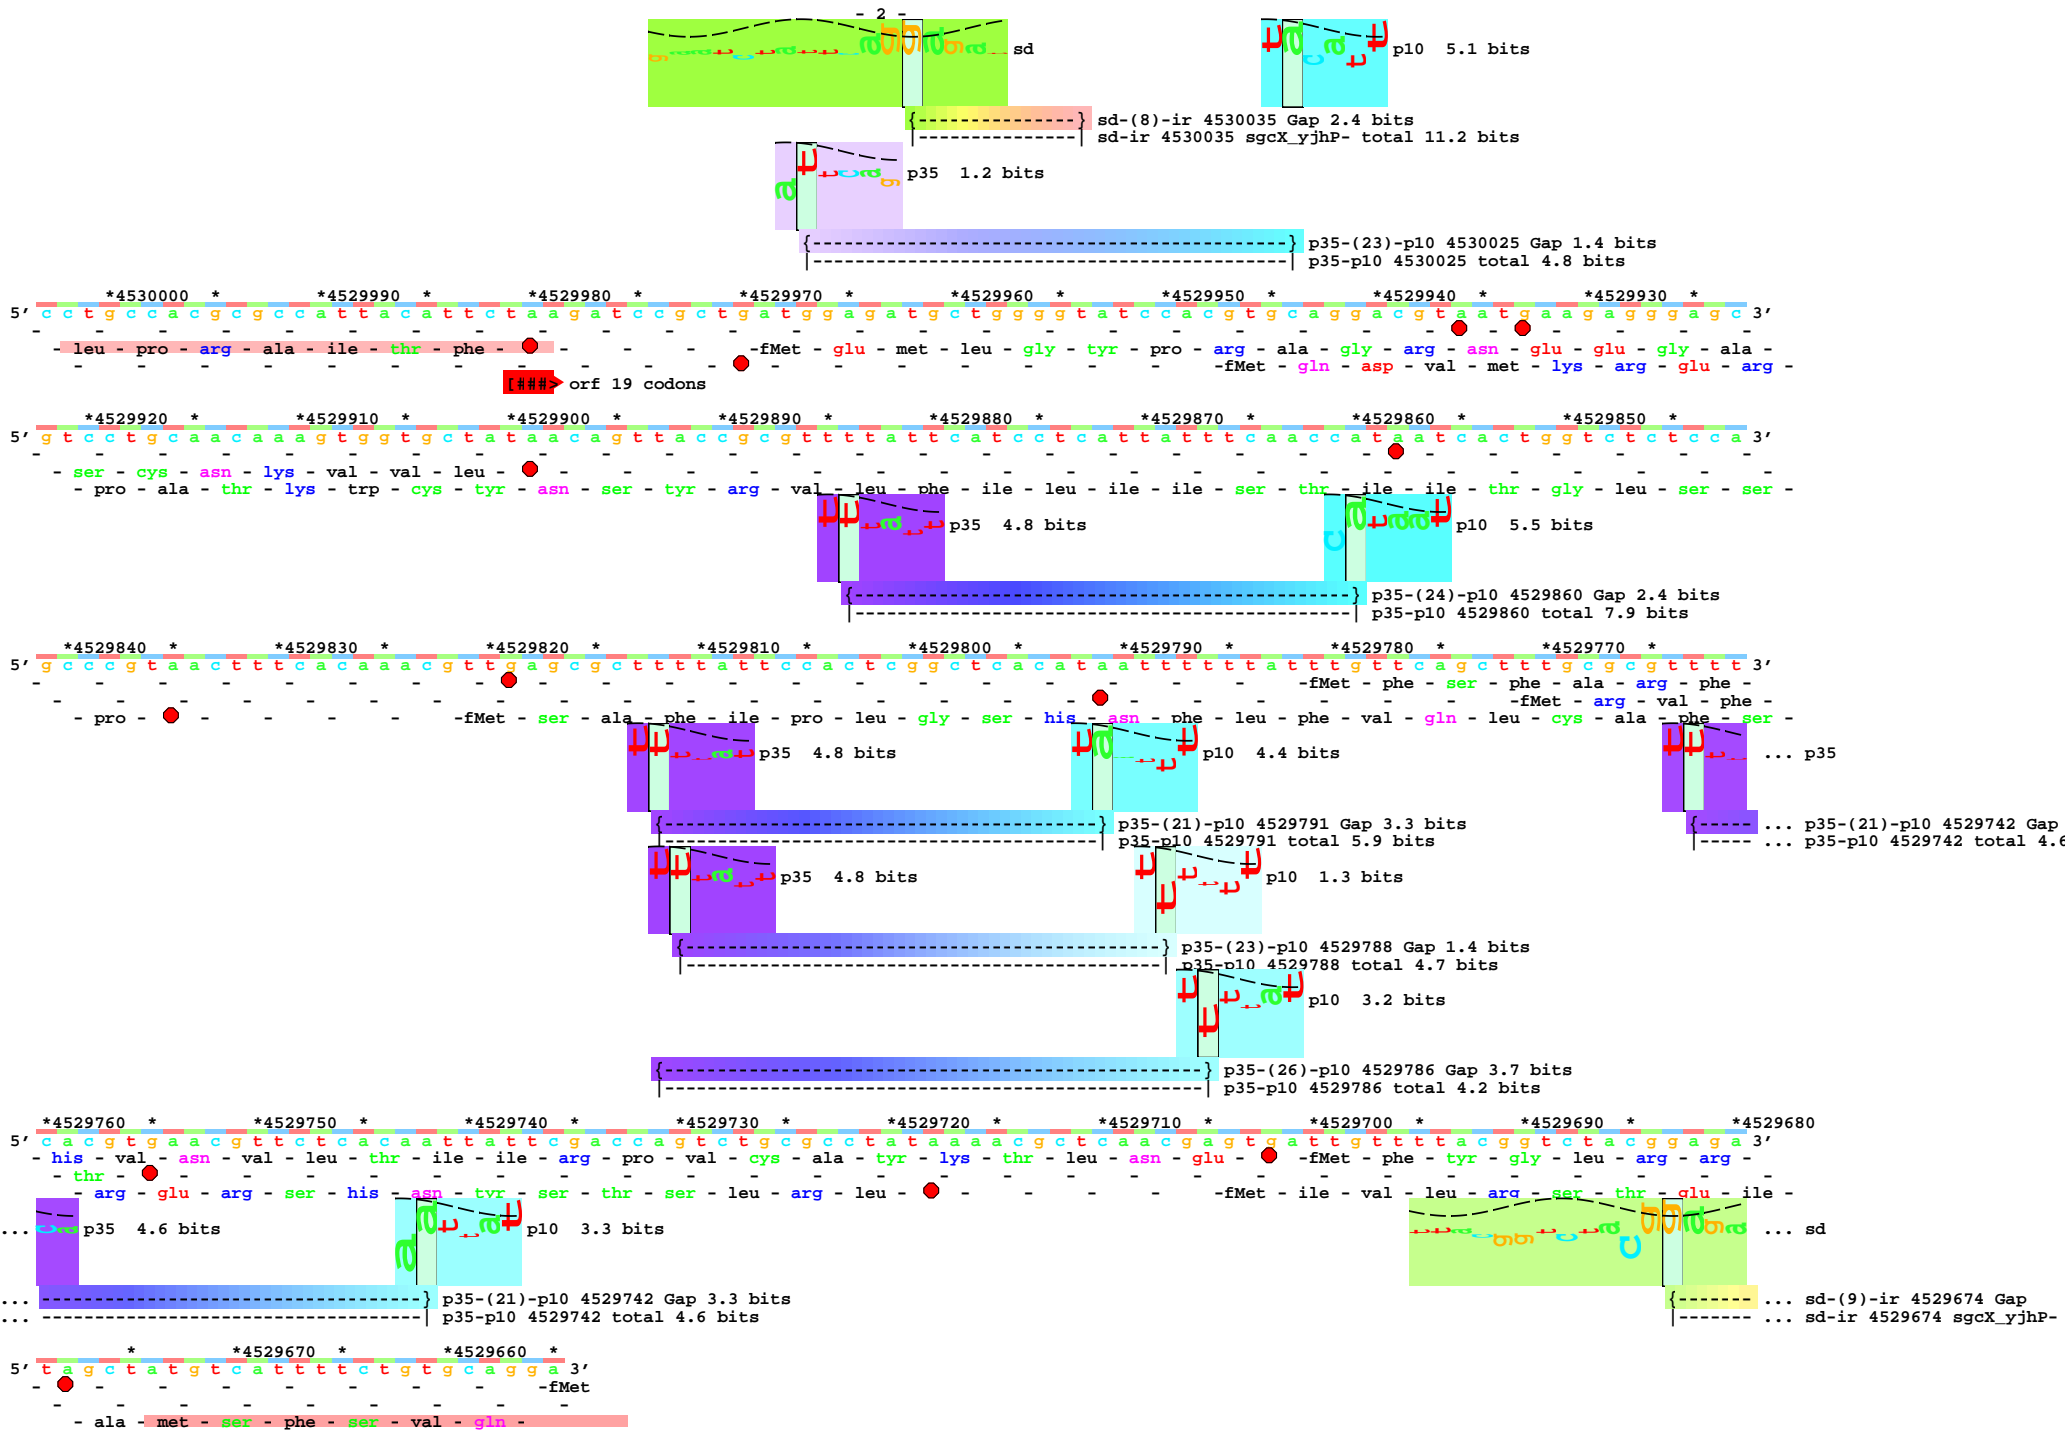 - 2 -
sd
p10 5.1 bits
sd-(8)-ir 4530035 Gap 2.4 bits
sd-ir 4530035 sgcX_yjhP- total 11.2 bits
p35 1.2 bits
p35-(23)-p10 4530025 Gap 1.4 bits
p35-p10 4530025 total 4.8 bits
*4530000 * *4529990 * *4529980 * *4529970 * *4529960 * *4529950 * *4529940 * *4529930 *
5' c c t g c c a c g c g c c a t t a c a t t c t a a g a t c c g c t g a t g g a g a t g c t g g g g t a t c c a c g t g c a g g a c g t a a t g a a g a g g g a g c 3'
- leu - pro - arg - ala - ile - thr - phe - - - - -fMet - glu - met - leu - gly - tyr - pro - arg - ala - gly - arg - asn - glu - glu - gly - ala -
-fMet - gln - asp - val - met - lys - arg - glu - arg -
[###> orf 19 codons
*4529920 * *4529910 * *4529900 * *4529890 * *4529880 * *4529870 * *4529860 * *4529850 *
5' g t c c t g c a a c a a a g t g g t g c t a t a a c a g t t a c c g c g t t t t a t t c a t c c t c a t t a t t t c a a c c a t a a t c a c t g g t c t c t c c a 3'
- ser - cys - asn - lys - val - val - leu -
- pro - ala - thr - lys - trp - cys - tyr - asn - ser - tyr - arg - val - leu - phe - ile - leu - ile - ile - ser - thr - ile - ile - thr - gly - leu - ser - ser -
p35 4.8 bits
p10 5.5 bits
p35-(24)-p10 4529860 Gap 2.4 bits
p35-p10 4529860 total 7.9 bits
*4529840 * *4529830 * *4529820 * *4529810 * *4529800 * *4529790 * *4529780 * *4529770 *
5' g c c c g t a a c t t t c a c a a a c g t t g a g c g c t t t t a t t c c a c t c g g c t c a c a t a a t t t t t t a t t t g t t c a g c t t t g c g c g t t t t 3'
-fMet - phe - ser - phe - ala - arg - phe -
-fMet - arg - val - phe -
- pro - - - - - -fMet - ser - ala - phe - ile - pro - leu - gly - ser - his - asn - phe - leu - phe - val - gln - leu - cys - ala - phe - ser -
p35 4.8 bits
p10 4.4 bits
... p35
p35-(21)-p10 4529791 Gap 3.3 bits
... p35-(21)-p10 4529742 Gap
p35-p10 4529791 total 5.9 bits
... p35-p10 4529742 total 4.6
p35 4.8 bits
p10 1.3 bits
p35-(23)-p10 4529788 Gap 1.4 bits
p35-p10 4529788 total 4.7 bits
p10 3.2 bits
p35-(26)-p10 4529786 Gap 3.7 bits
p35-p10 4529786 total 4.2 bits
*4529760 * *4529750 * *4529740 * *4529730 * *4529720 * *4529710 * *4529700 * *4529690 * *4529680
5' c a c g t g a a c g t t c t c a c a a t t a t t c g a c c a g t c t g c g c c t a t a a a a c g c t c a a c g a g t g a t t g t t t t a c g g t c t a c g g a g a 3'
- his - val - asn - val - leu - thr - ile - ile - arg - pro - val - cys - ala - tyr - lys - thr - leu - asn - glu - -fMet - phe - tyr - gly - leu - arg - arg -
- thr -
- arg - glu - arg - ser - his - asn - tyr - ser - thr - ser - leu - arg - leu - - - - - -fMet - ile - val - leu - arg - ser - thr - glu - ile -
... p35 4.6 bits
p10 3.3 bits
... sd
... p35-(21)-p10 4529742 Gap 3.3 bits
... sd-(9)-ir 4529674 Gap
... p35-p10 4529742 total 4.6 bits
... sd-ir 4529674 sgcX_yjhP-
* *4529670 * *4529660 *
5' t a g c t a t g t c a t t t t c t g t g c a g g a 3'
-fMet
- ala - met - ser - phe - ser - val - gln -